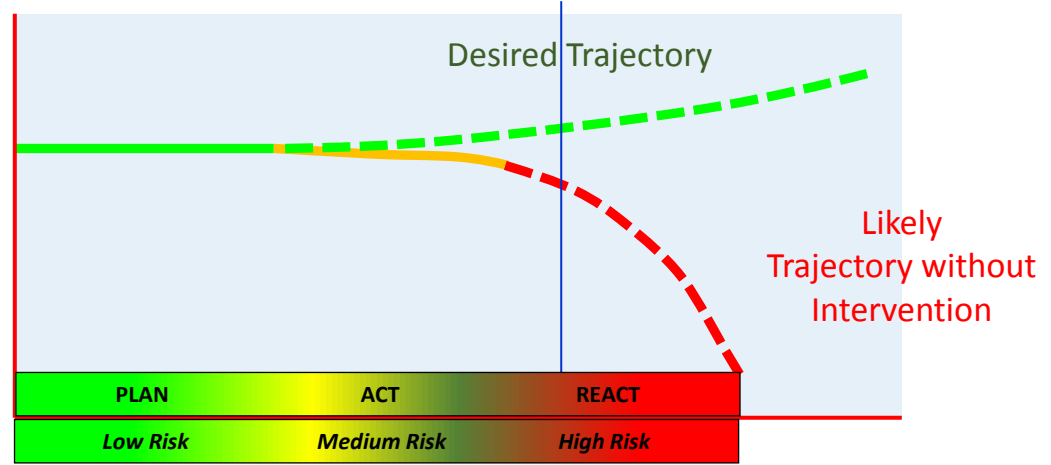 Desired Trajectory
Likely
Trajectory without
Intervention
PLAN ACT REACT
Low Risk Medium Risk High Risk